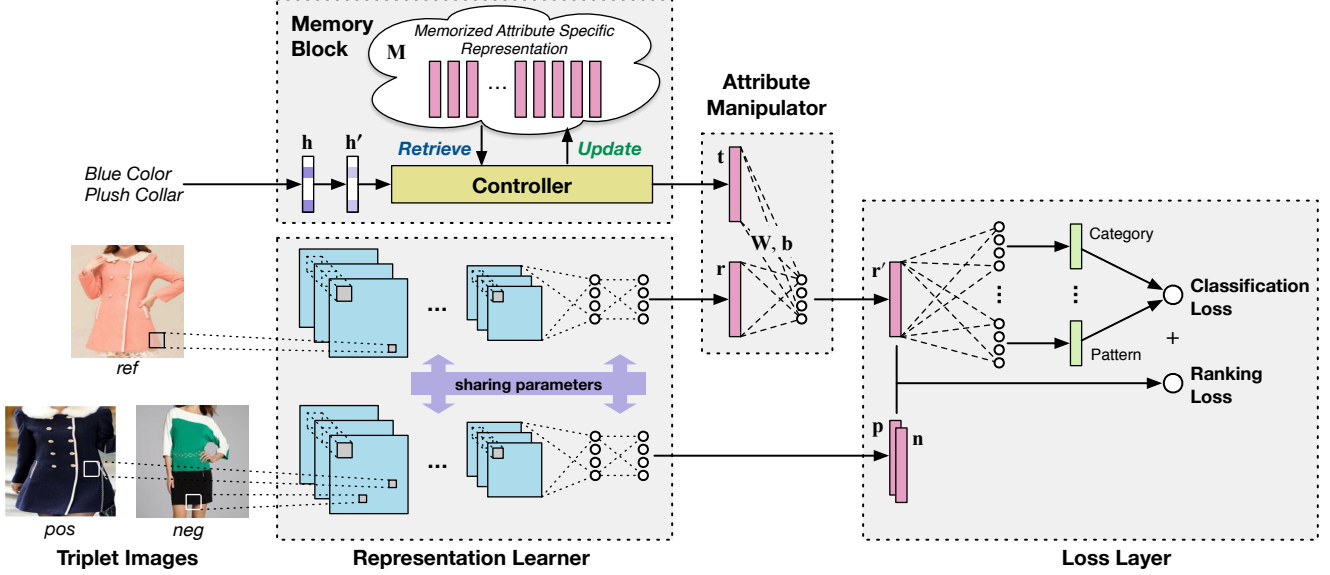 Memory
Block
Memorized Attribute Specific
Representation
M
...
h
h′
Retrieve
Update
Blue Color
Plush Collar
Controller
Attribute
Manipulator
t
W, b
r
ref
...
sharing parameters
...
pos
neg
r′
Category
...
...
Pattern
Classification
Loss
+
Ranking
Loss
p
n
Triplet Images
Representation Learner
Loss Layer